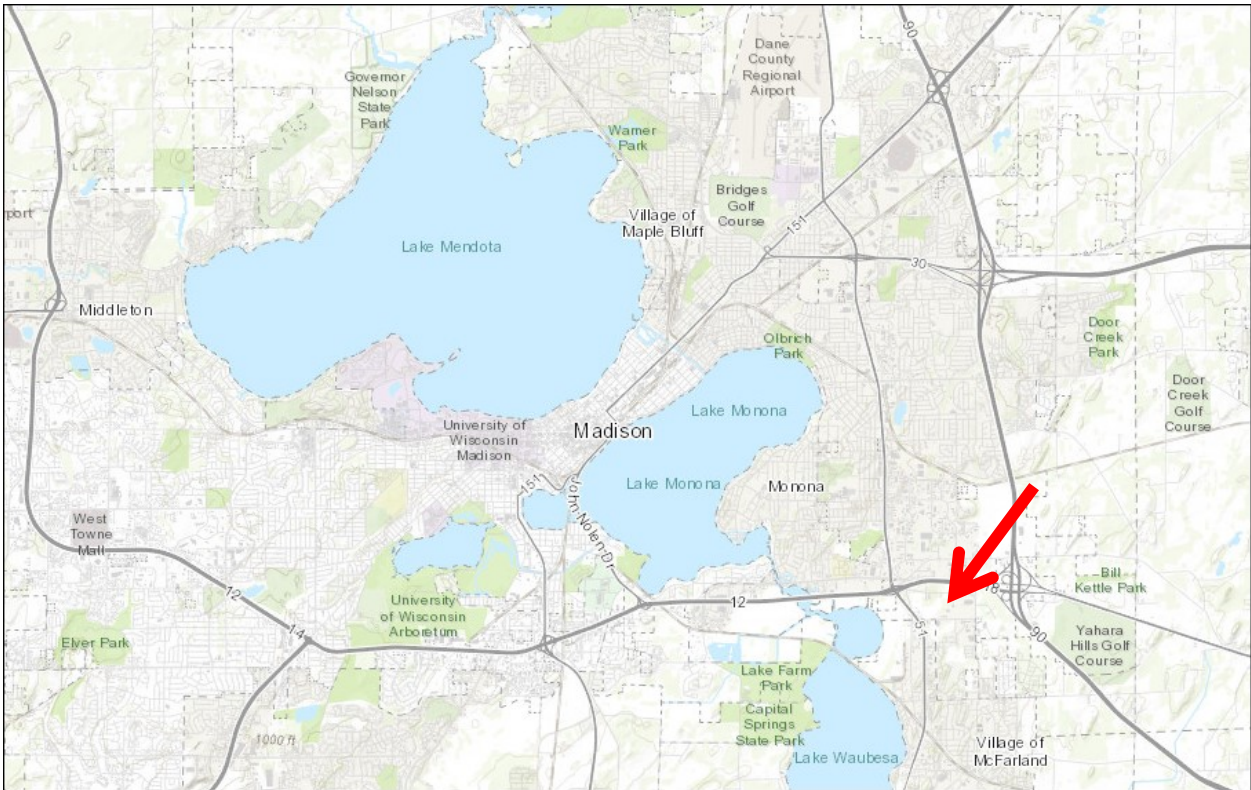 90
Dane
County
Regional
Airport
Governor
Nelson
State
Park
Warner
Park
Bridges
Golf
Course
port
Village of
Maple Bluff
151
Lake Mendota
30
Middleton
Door
Creek
Park
Olbrich
Park
Door
Creek
Golf
Course
Lake Monona
University of
Wisconsin
Madison
Madison
151
Lake Monona
Monona
John Nolen Dr
West
Towne
Mall
12
University
of Wisconsin
Arboretum
12
18
Bill
Kettle Park
14
51
90
Yahara
Hills Golf
Course
Elver Park
Lake Farm
Park
Capital
Springs
State Park
1000 ft
Village of
McFarland
Lake Waubesa